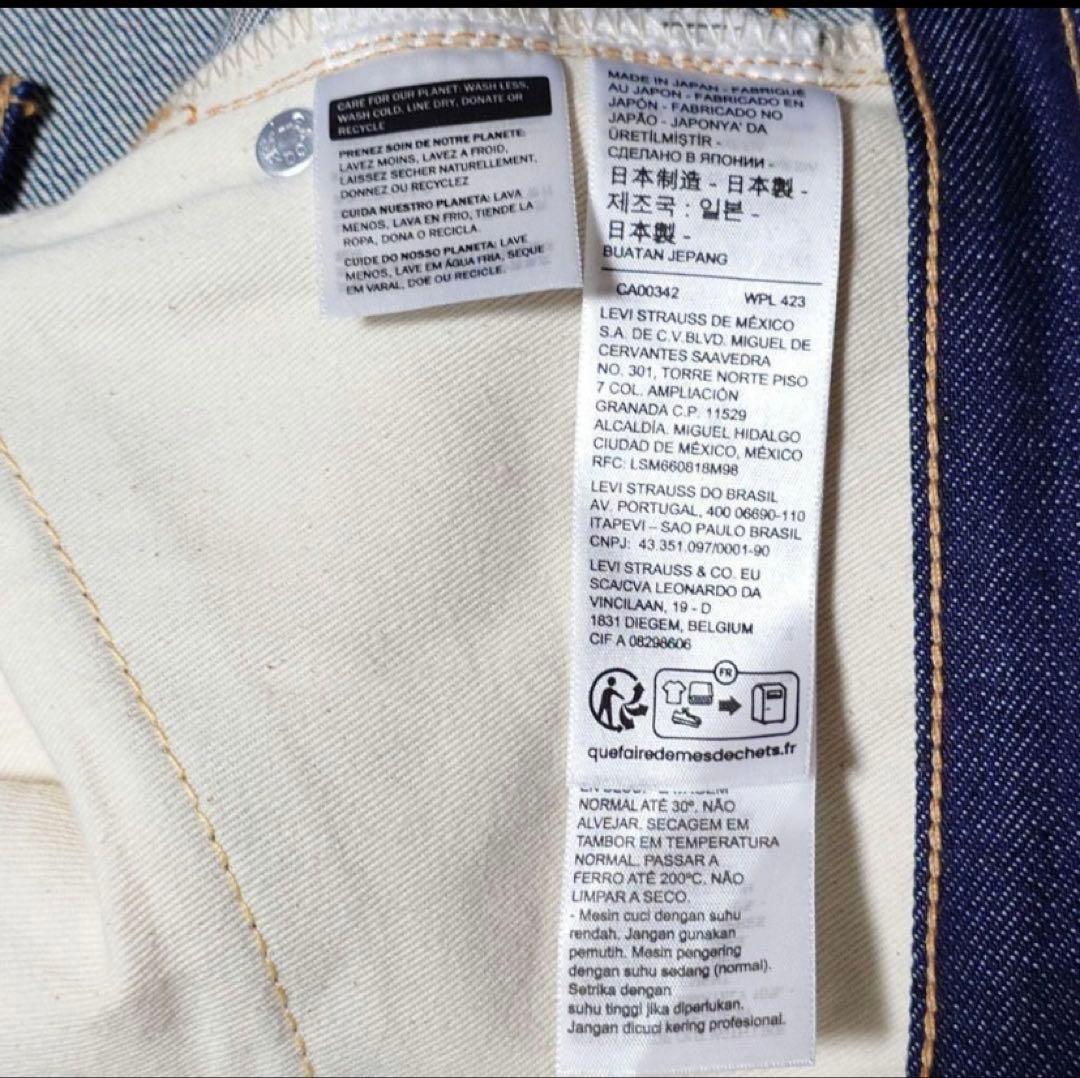 CARE FOR OUR PLANET: WASH LESS,
WASH COLD, LINE DRY, DONATE OR
RECYCLE
PRENEZ SOIN DE NOTRE PLANETE:
LAVEZ MOINS, LAVEZ A FROID,
LAISSEZ SECHER NATURELLEMENT,
DONNEZ OU RECYCLEZ
CUIDA NUESTRO PLANETA: LAVA
MENOS, LAVA EN FRIO, TIENDE LA
ROPA, DONA O RECICLA.
CUIDE DO NOSSO PLANETA: LAVE
MENOS, LAVE EM ÁGUA FRIA, SEQUE
EM VARAL, DOE OU RECICLE.
MADE IN JAPAN - FABRIQUÉ
AU JAPON - FABRICADO EN
JAPÓN - FABRICADO NO
JAPÃO - JAPONYA' DA
ÜRETİLMİŞTİR -
СДЕЛАНО В ЯПОНИИ -
日本制造 - 日本製 -
제조국 : 일본 -
日本製 -
BUATAN JEPANG
CA00342 WPL 423
LEVI STRAUSS DE MÉXICO
S.A. DE C.V.BLVD. MIGUEL DE
CERVANTES SAAVEDRA
NO. 301, TORRE NORTE PISO
7 COL. AMPLIACIÓN
GRANADA C.P. 11529
ALCALDÍA. MIGUEL HIDALGO
CIUDAD DE MÉXICO, MÉXICO
RFC: LSM660818M98
LEVI STRAUSS DO BRASIL
AV. PORTUGAL, 400 06690-110
ITAPEVI – SAO PAULO BRASIL
CNPJ: 43.351.097/0001-90
LEVI STRAUSS & CO. EU
SCA/CVA LEONARDO DA
VINCILAAN, 19 - D
1831 DIEGEM, BELGIUM
CIF A 08298606
FR
quefairedemesdechets.fr
NORMAL ATÉ 30º. NÃO
ALVEJAR. SECAGEM EM
TAMBOR EM TEMPERATURA
NORMAL. PASSAR A
FERRO ATÉ 200ºC. NÃO
LIMPAR A SECO.
- Mesin cuci dengan suhu
rendah. Jangan gunakan
pemutih. Mesin pengering
dengan suhu sedang (normal).
Setrika dengan
suhu tinggi jika diperlukan.
Jangan dicuci kering profesional.